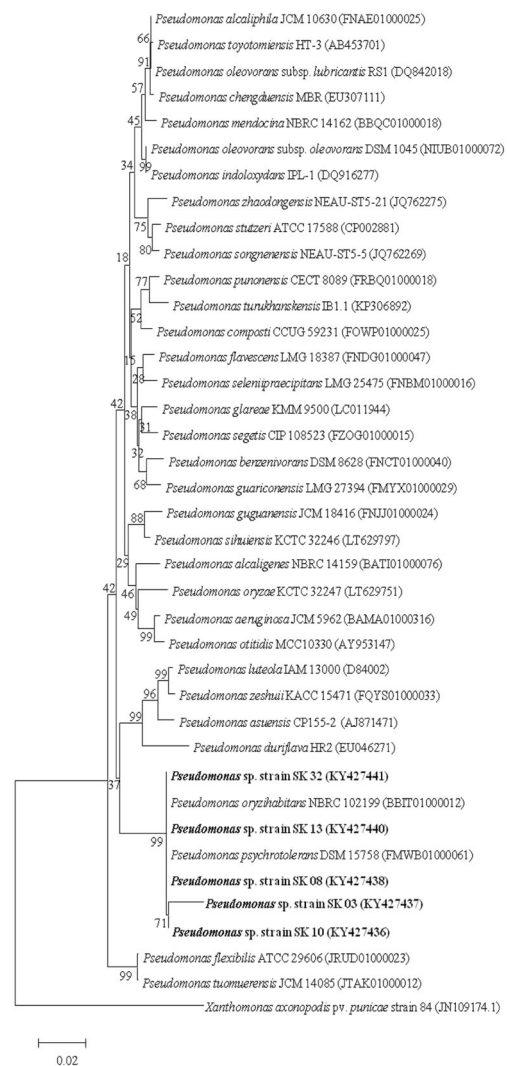 Pseudomonas alcaliphila JCM 10630 (FNAE01000025)
66
Pseudomonas toyotomiensis HT-3 (AB453701)
91
Pseudomonas oleovorans subsp. lubricantis RS1 (DQ842018)
57
Pseudomonas chengduensis MBR (EU307111)
45
Pseudomonas mendocina NBRC 14162 (BBQC01000018)
Pseudomonas oleovorans subsp. oleovorans DSM 1045 (NIUB01000072)
34
99
Pseudomonas indoloxydans IPL-1 (DQ916277)
Pseudomonas zhaodongensis NEAU-ST5-21 (JQ762275)
75
Pseudomonas stutzeri ATCC 17588 (CP002881)
80
Pseudomonas songnenensis NEAU-ST5-5 (JQ762269)
18
77
Pseudomonas punonensis CECT 8089 (FRBQ01000018)
Pseudomonas turukhanskensis IB1.1 (KP306892)
52
Pseudomonas composti CCUG 59231 (FOWP01000025)
15
Pseudomonas flavescens LMG 18387 (FNDG01000047)
28
Pseudomonas seleniipraecipitans LMG 25475 (FNBM01000016)
42
38
Pseudomonas glareae KMM 9500 (LC011944)
31
Pseudomonas segetis CIP 108523 (FZOG01000015)
32
Pseudomonas benzenivorans DSM 8628 (FNCT01000040)
68
Pseudomonas guariconensis LMG 27394 (FMYX01000029)
88
Pseudomonas guguanensis JCM 18416 (FNJJ01000024)
Pseudomonas sihuiensis KCTC 32246 (LT629797)
29
Pseudomonas alcaligenes NBRC 14159 (BATI01000076)
42
46
Pseudomonas oryzae KCTC 32247 (LT629751)
49
Pseudomonas aeruginosa JCM 5962 (BAMA01000316)
99
Pseudomonas otitidis MCC10330 (AY953147)
99
Pseudomonas luteola IAM 13000 (D84002)
96
Pseudomonas zeshuii KACC 15471 (FQYS01000033)
99
Pseudomonas asuensis CP155-2 (AJ871471)
Pseudomonas duriflava HR2 (EU046271)
37
Pseudomonas sp. strain SK 32 (KY427441)
Pseudomonas oryzihabitans NBRC 102199 (BBIT01000012)
Pseudomonas sp. strain SK 13 (KY427440)
99
Pseudomonas psychrotolerans DSM 15758 (FMWB01000061)
Pseudomonas sp. strain SK 08 (KY427438)
Pseudomonas sp. strain SK 03 (KY427437)
71
Pseudomonas sp. strain SK 10 (KY427436)
Pseudomonas flexibilis ATCC 29606 (JRUD01000023)
99
Pseudomonas tuomuerensis JCM 14085 (JTAK01000012)
Xanthomonas axonopodis pv. punicae strain 84 (JN109174.1)
0.02